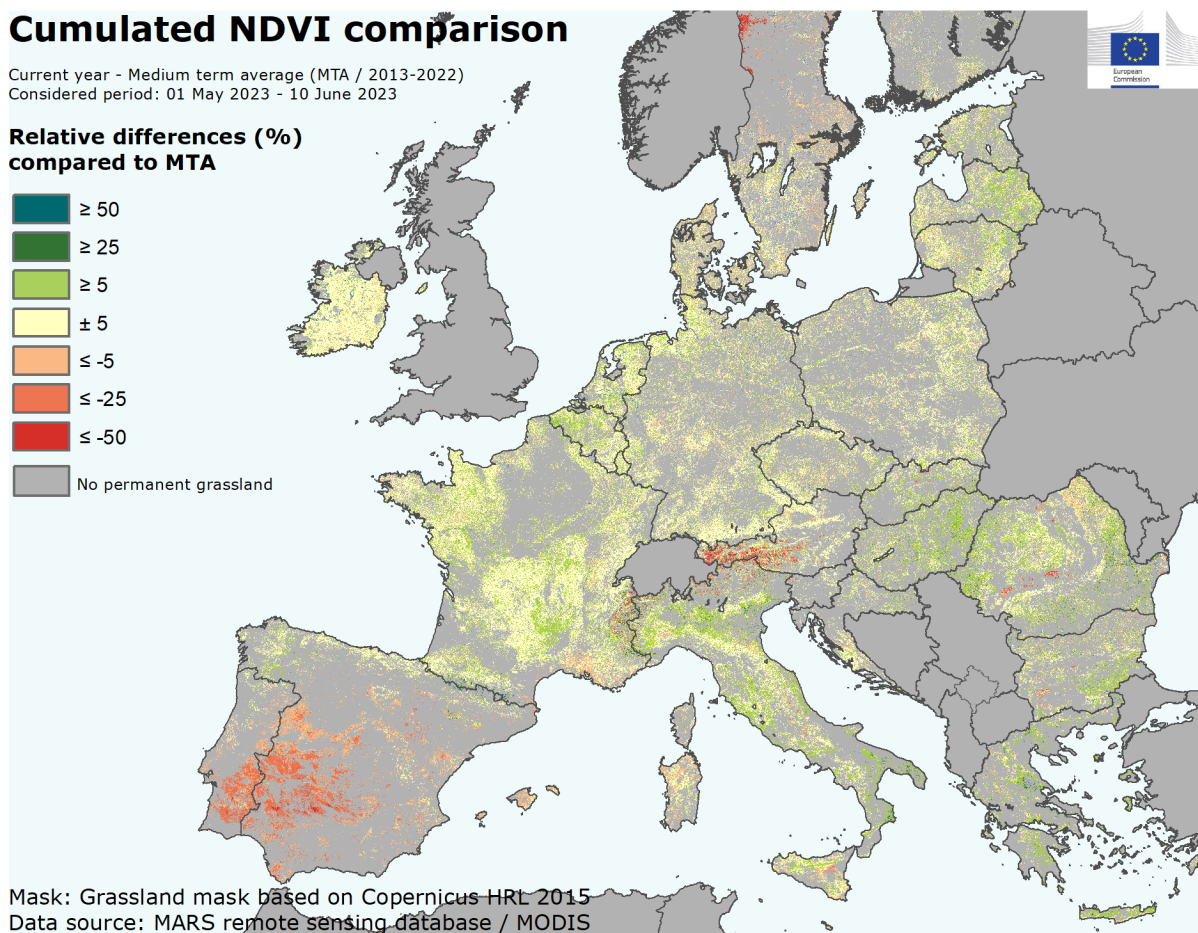 Cumulated NDVI comparison
Current year - Medium term average (MTA / 2013-2022)
Considered period: 01 May 2023 - 10 June 2023
Relative differences (%)
compared to MTA
≥ 50
≥ 25
≥ 5
± 5
≤ -5
≤ -25
≤ -50
No permanent grassland
European
Commission
Mask: Grassland mask based on Copernicus HRL 2015
Data source: MARS remote sensing database / MODIS